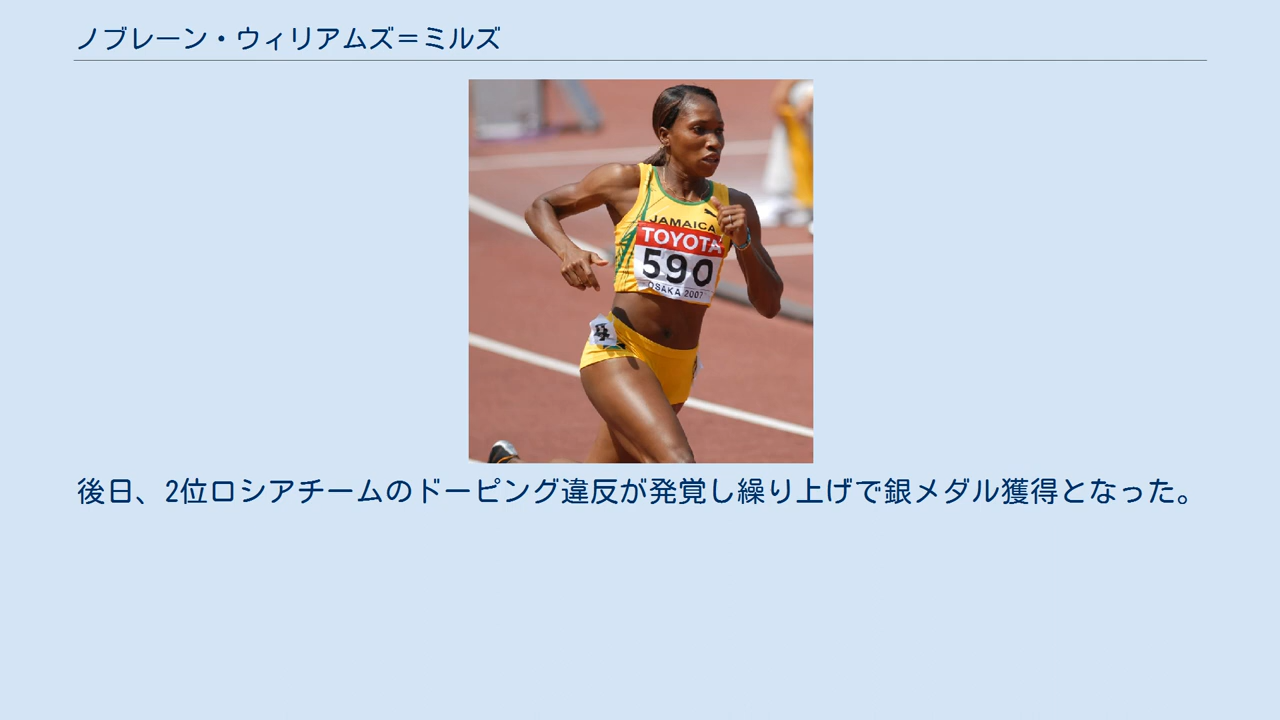 ノブレーン・ウィリアムズ＝ミルズ
JAMAICA
TOYOTA
590
OSAKA 2007
4
後日、2位ロシアチームのドーピング違反が発覚し繰り上げで銀メダル獲得となった。